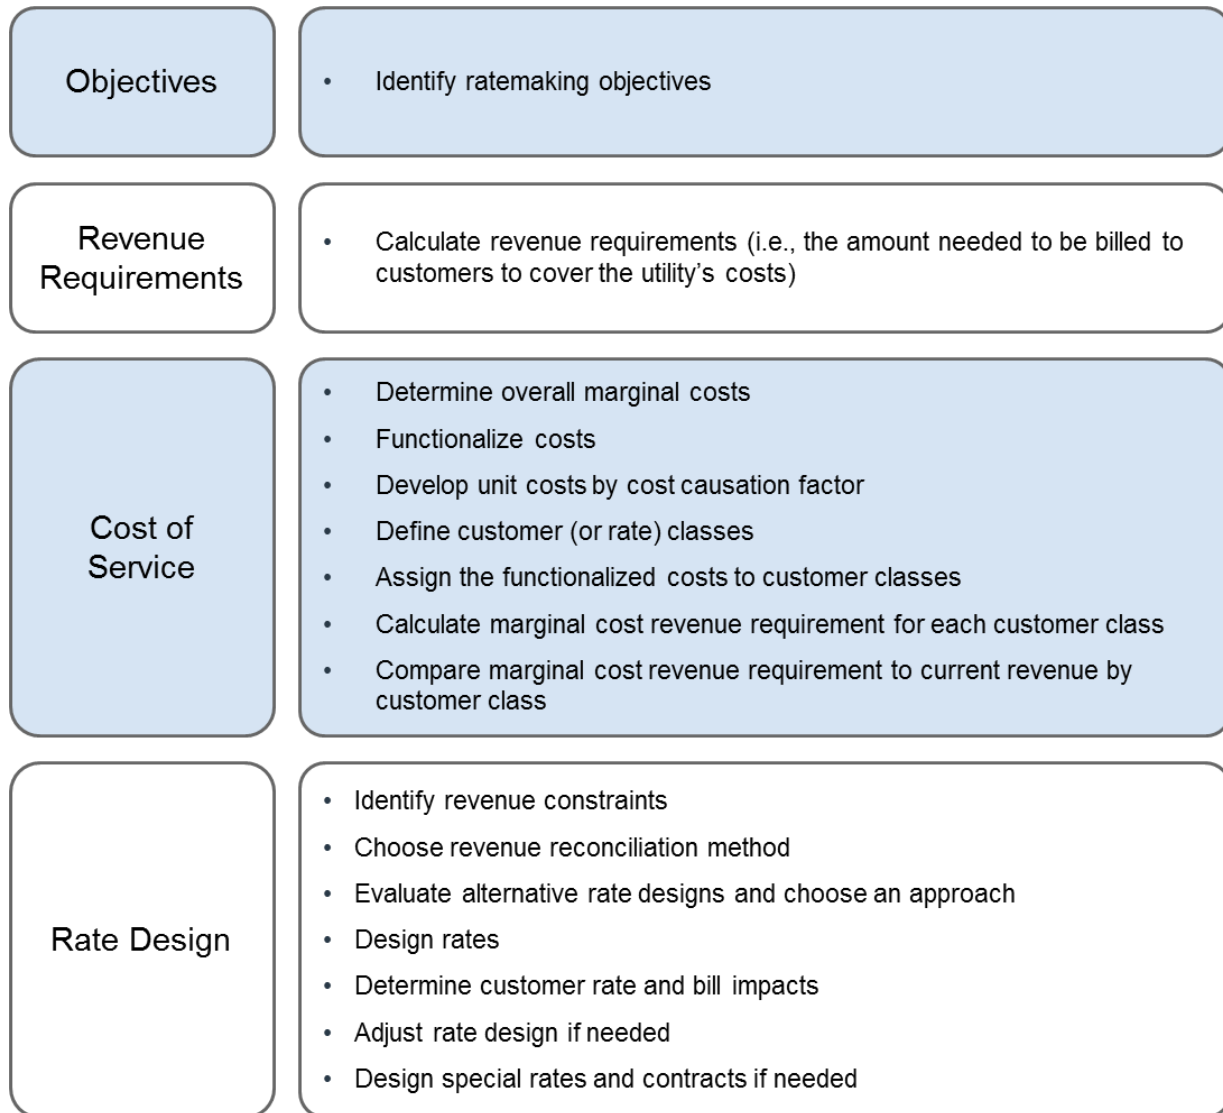 Objectives
• Identify ratemaking objectives
Revenue
Requirements
• Calculate revenue requirements (i.e., the amount needed to be billed to
customers to cover the utility’s costs)
Cost of
Service
• Determine overall marginal costs
• Functionalize costs
• Develop unit costs by cost causation factor
• Define customer (or rate) classes
• Assign the functionalized costs to customer classes
• Calculate marginal cost revenue requirement for each customer class
• Compare marginal cost revenue requirement to current revenue by
customer class
Rate Design
• Identify revenue constraints
• Choose revenue reconciliation method
• Evaluate alternative rate designs and choose an approach
• Design rates
• Determine customer rate and bill impacts
• Adjust rate design if needed
• Design special rates and contracts if needed